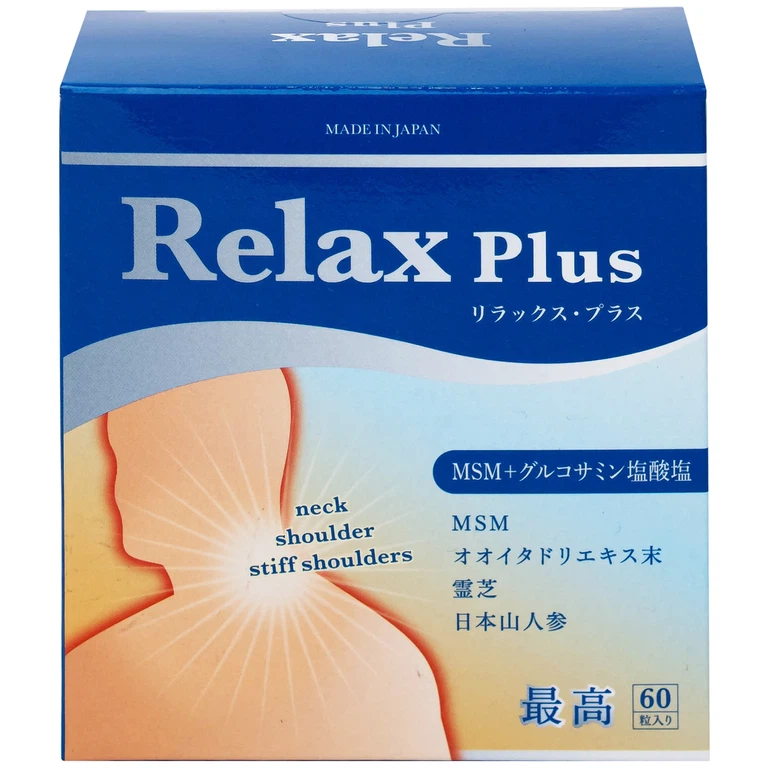 Relax
Plus
MADE IN JAPAN
Relax Plus
リラックス・プラス
MSM+グルコサミン塩酸塩
neck
shoulder
stiff shoulders
MSM
オオイタドリエキス末
霊芝
日本山人参
最高
60
粒入り